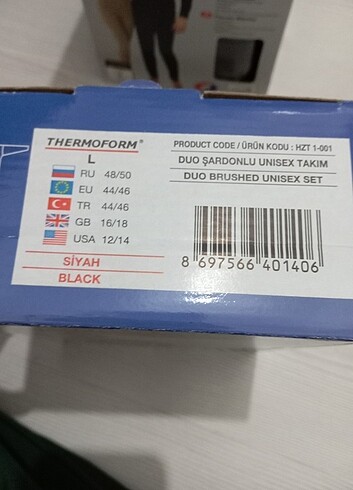 THERMOFORM®
L
RU 48/50
EU 44/46
TR 44/46
GB 16/18
USA 12/14
SİYAH
BLACK
PRODUCT CODE / ÜRÜN KODU : HZT 1-001
DUO ŞARDONLU UNISEX TAKIM
DUO BRUSHED UNISEX SET
8 697566 401406